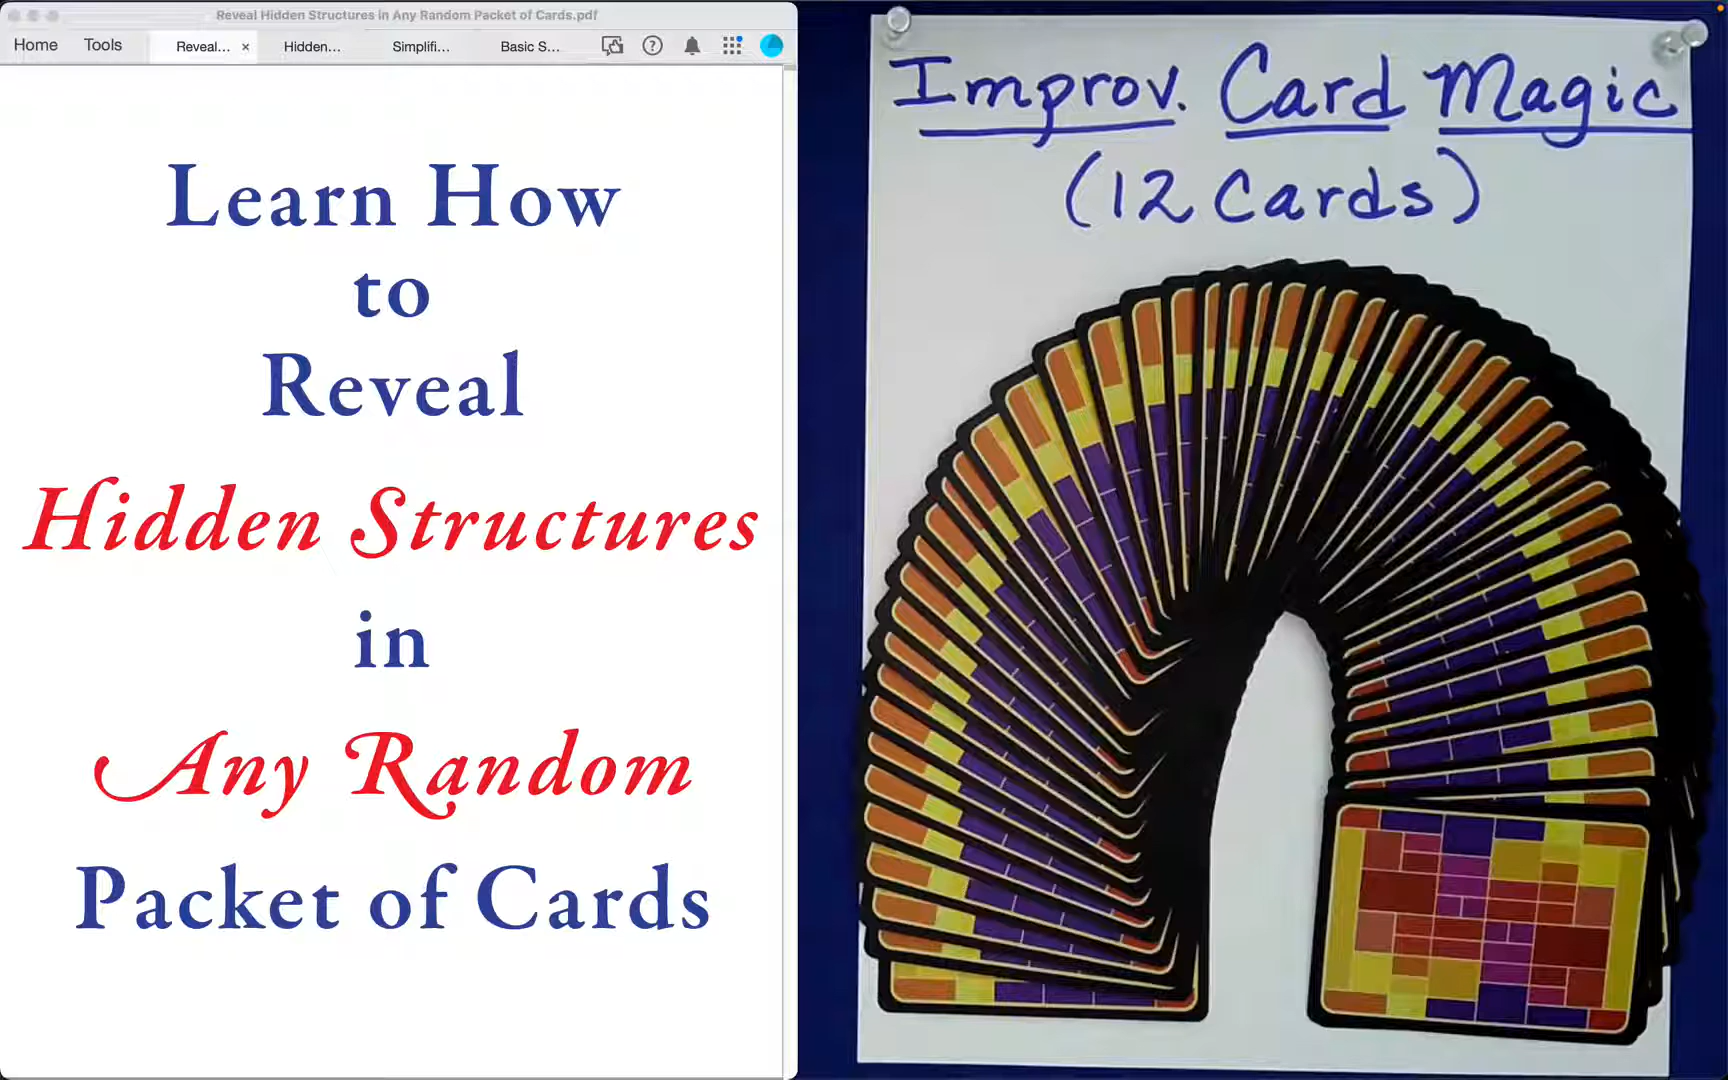 Reveal Hidden Structures in Any Random Packet of Cards.pdf
Home Tools Reveal... × Hidden... Simplifi... Basic S... ?
Learn How
to
Reveal
Hidden Structures
in
Any Random
Packet of Cards
Improv. Card Magic
(12 Cards)